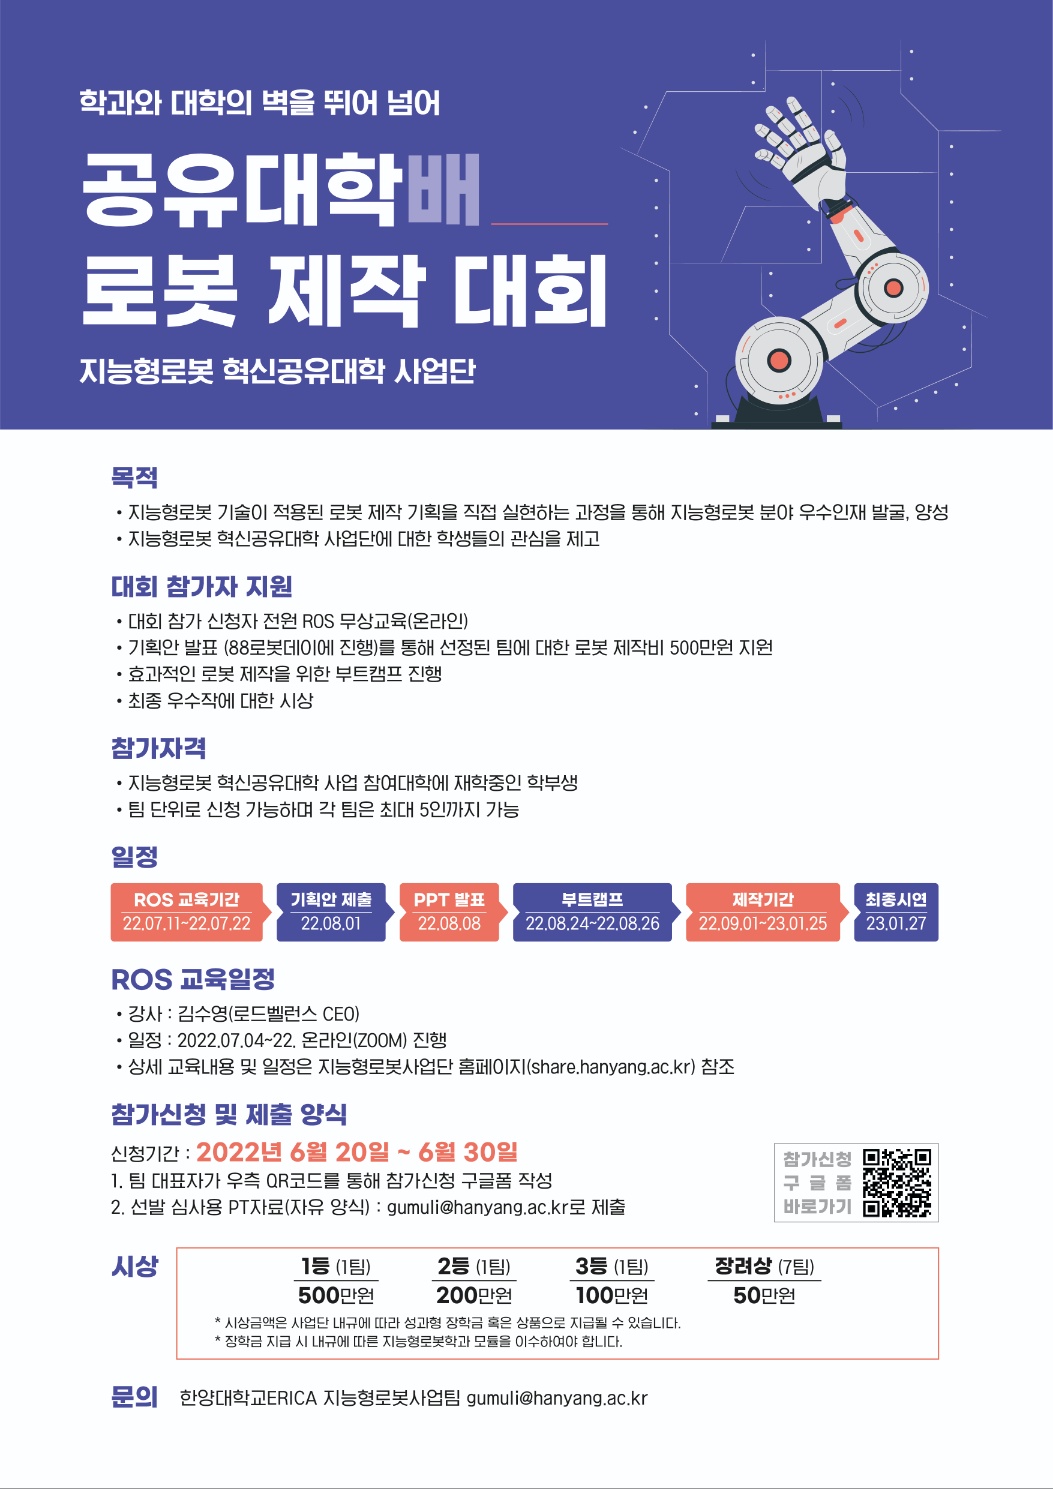 학과와 대학의 벽을 뛰어 넘어
공유대학배
로봇 제작 대회
지능형로봇 혁신공유대학 사업단
목적
• 지능형로봇 기술이 적용된 로봇 제작 기획을 직접 실현하는 과정을 통해 지능형로봇 분야 우수인재 발굴, 양성
• 지능형로봇 혁신공유대학 사업단에 대한 학생들의 관심을 제고
대회 참가자 지원
• 대회 참가 신청자 전원 ROS 무상교육(온라인)
• 기획안 발표 (88로봇데이에 진행)를 통해 선정된 팀에 대한 로봇 제작비 500만원 지원
• 효과적인 로봇 제작을 위한 부트캠프 진행
• 최종 우수작에 대한 시상
참가자격
• 지능형로봇 혁신공유대학 사업 참여대학에 재학중인 학부생
• 팀 단위로 신청 가능하며 각 팀은 최대 5인까지 가능
일정
ROS 교육기간 기획안 제출 PPT 발표 부트캠프 제작기간 최종시연
22.07.11~22.07.22 22.08.01 22.08.08 22.08.24~22.08.26 22.09.01~23.01.25 23.01.27
ROS 교육일정
• 강사 : 김수영(로드벨런스 CEO)
• 일정 : 2022.07.04~22. 온라인(ZOOM) 진행
• 상세 교육내용 및 일정은 지능형로봇사업단 홈페이지(share.hanyang.ac.kr) 참조
참가신청 및 제출 양식
신청기간 : 2022년 6월 20일 ~ 6월 30일
1. 팀 대표자가 우측 QR코드를 통해 참가신청 구글폼 작성
2. 선발 심사용 PT자료(자유 양식) : gumuli@hanyang.ac.kr로 제출
참가신청
구 글 폼
바로가기
시상
1등 (1팀) 2등 (1팀) 3등 (1팀) 장려상 (7팀)
500만원 200만원 100만원 50만원
* 시상금액은 사업단 내규에 따라 성과형 장학금 혹은 상품으로 지급될 수 있습니다.
* 장학금 지급 시 내규에 따른 지능형로봇학과 모듈을 이수하여야 합니다.
문의 한양대학교ERICA 지능형로봇사업팀 gumuli@hanyang.ac.kr